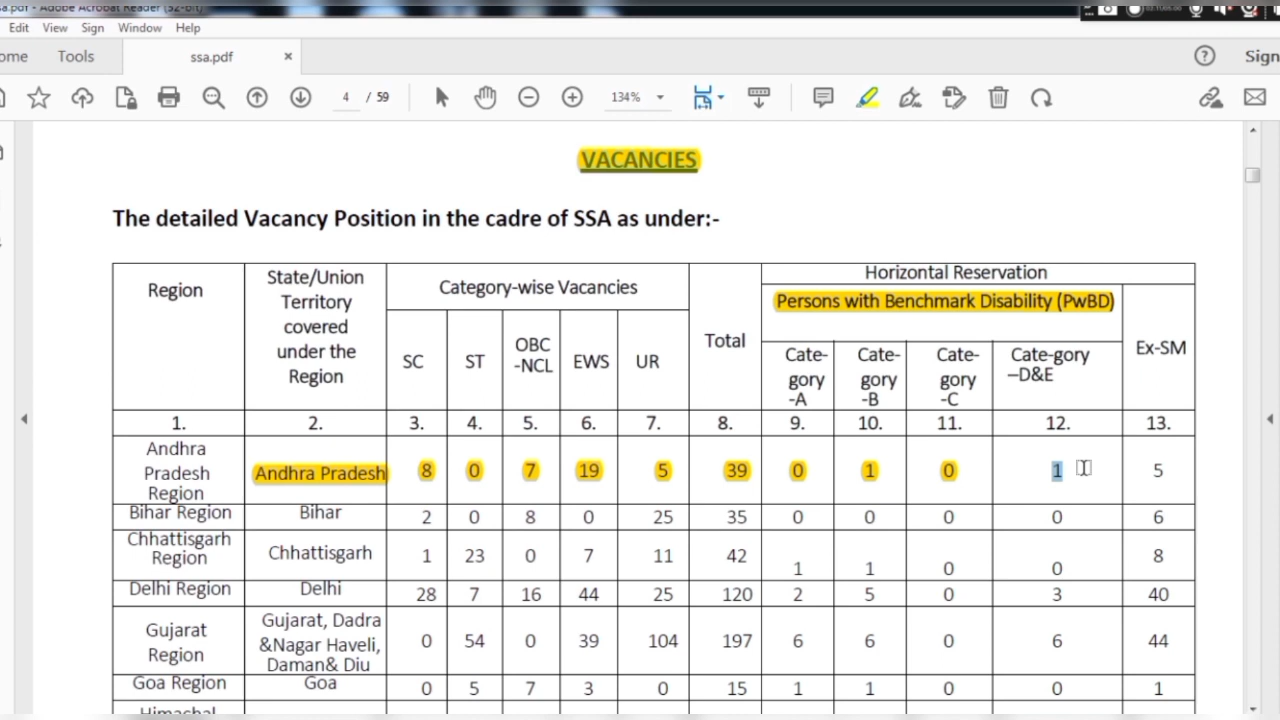 sa.pdf - Adobe Acrobat Reader (32-bit)
Edit View Sign Window Help
ome Tools ssa.pdf × ? Sign
4 / 59 134%
VACANCIES
The detailed Vacancy Position in the cadre of SSA as under:-
Region State/Union Territory covered under the Region Category-wise Vacancies Total Horizontal Reservation
Persons with Benchmark Disability (PwBD) Ex-SM
SC ST OBC -NCL EWS UR Cate-gory -A Cate-gory -B Cate-gory -C Cate-gory –D&E
1. 2. 3. 4. 5. 6. 7. 8. 9. 10. 11. 12. 13.
Andhra Pradesh Region Andhra Pradesh 8 0 7 19 5 39 0 1 0 1 5
Bihar Region Bihar 2 0 8 0 25 35 0 0 0 0 6
Chhattisgarh Region Chhattisgarh 1 23 0 7 11 42 1 1 0 0 8
Delhi Region Delhi 28 7 16 44 25 120 2 5 0 3 40
Gujarat Region Gujarat, Dadra &Nagar Haveli, Daman& Diu 0 54 0 39 104 197 6 6 0 6 44
Goa Region Goa 0 5 7 3 0 15 1 1 0 0 1
Himachal